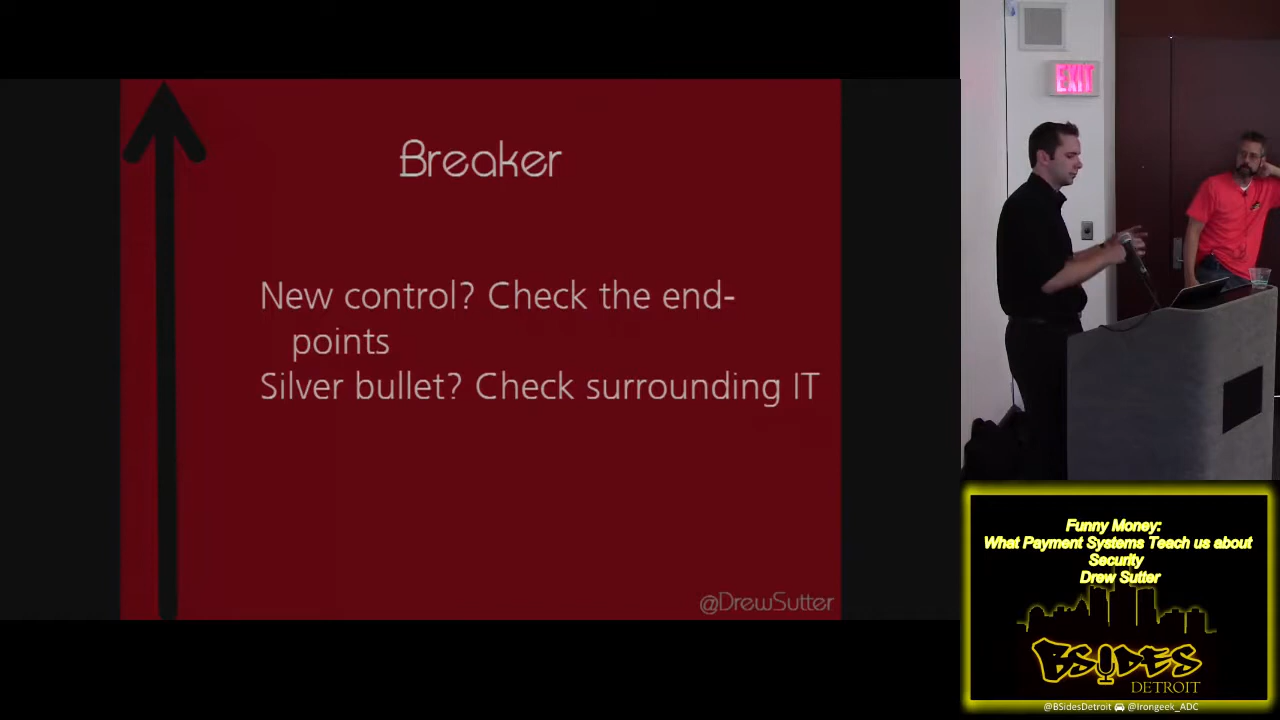 Breaker
New control? Check the end-
points
Silver bullet? Check surrounding IT
@DrewSutter
EXIT
Funny Money:
What Payment Systems Teach us about
Security
Drew Sutter
BSIDES
DETROIT
@BSidesDetroit @Irongeek_ADC